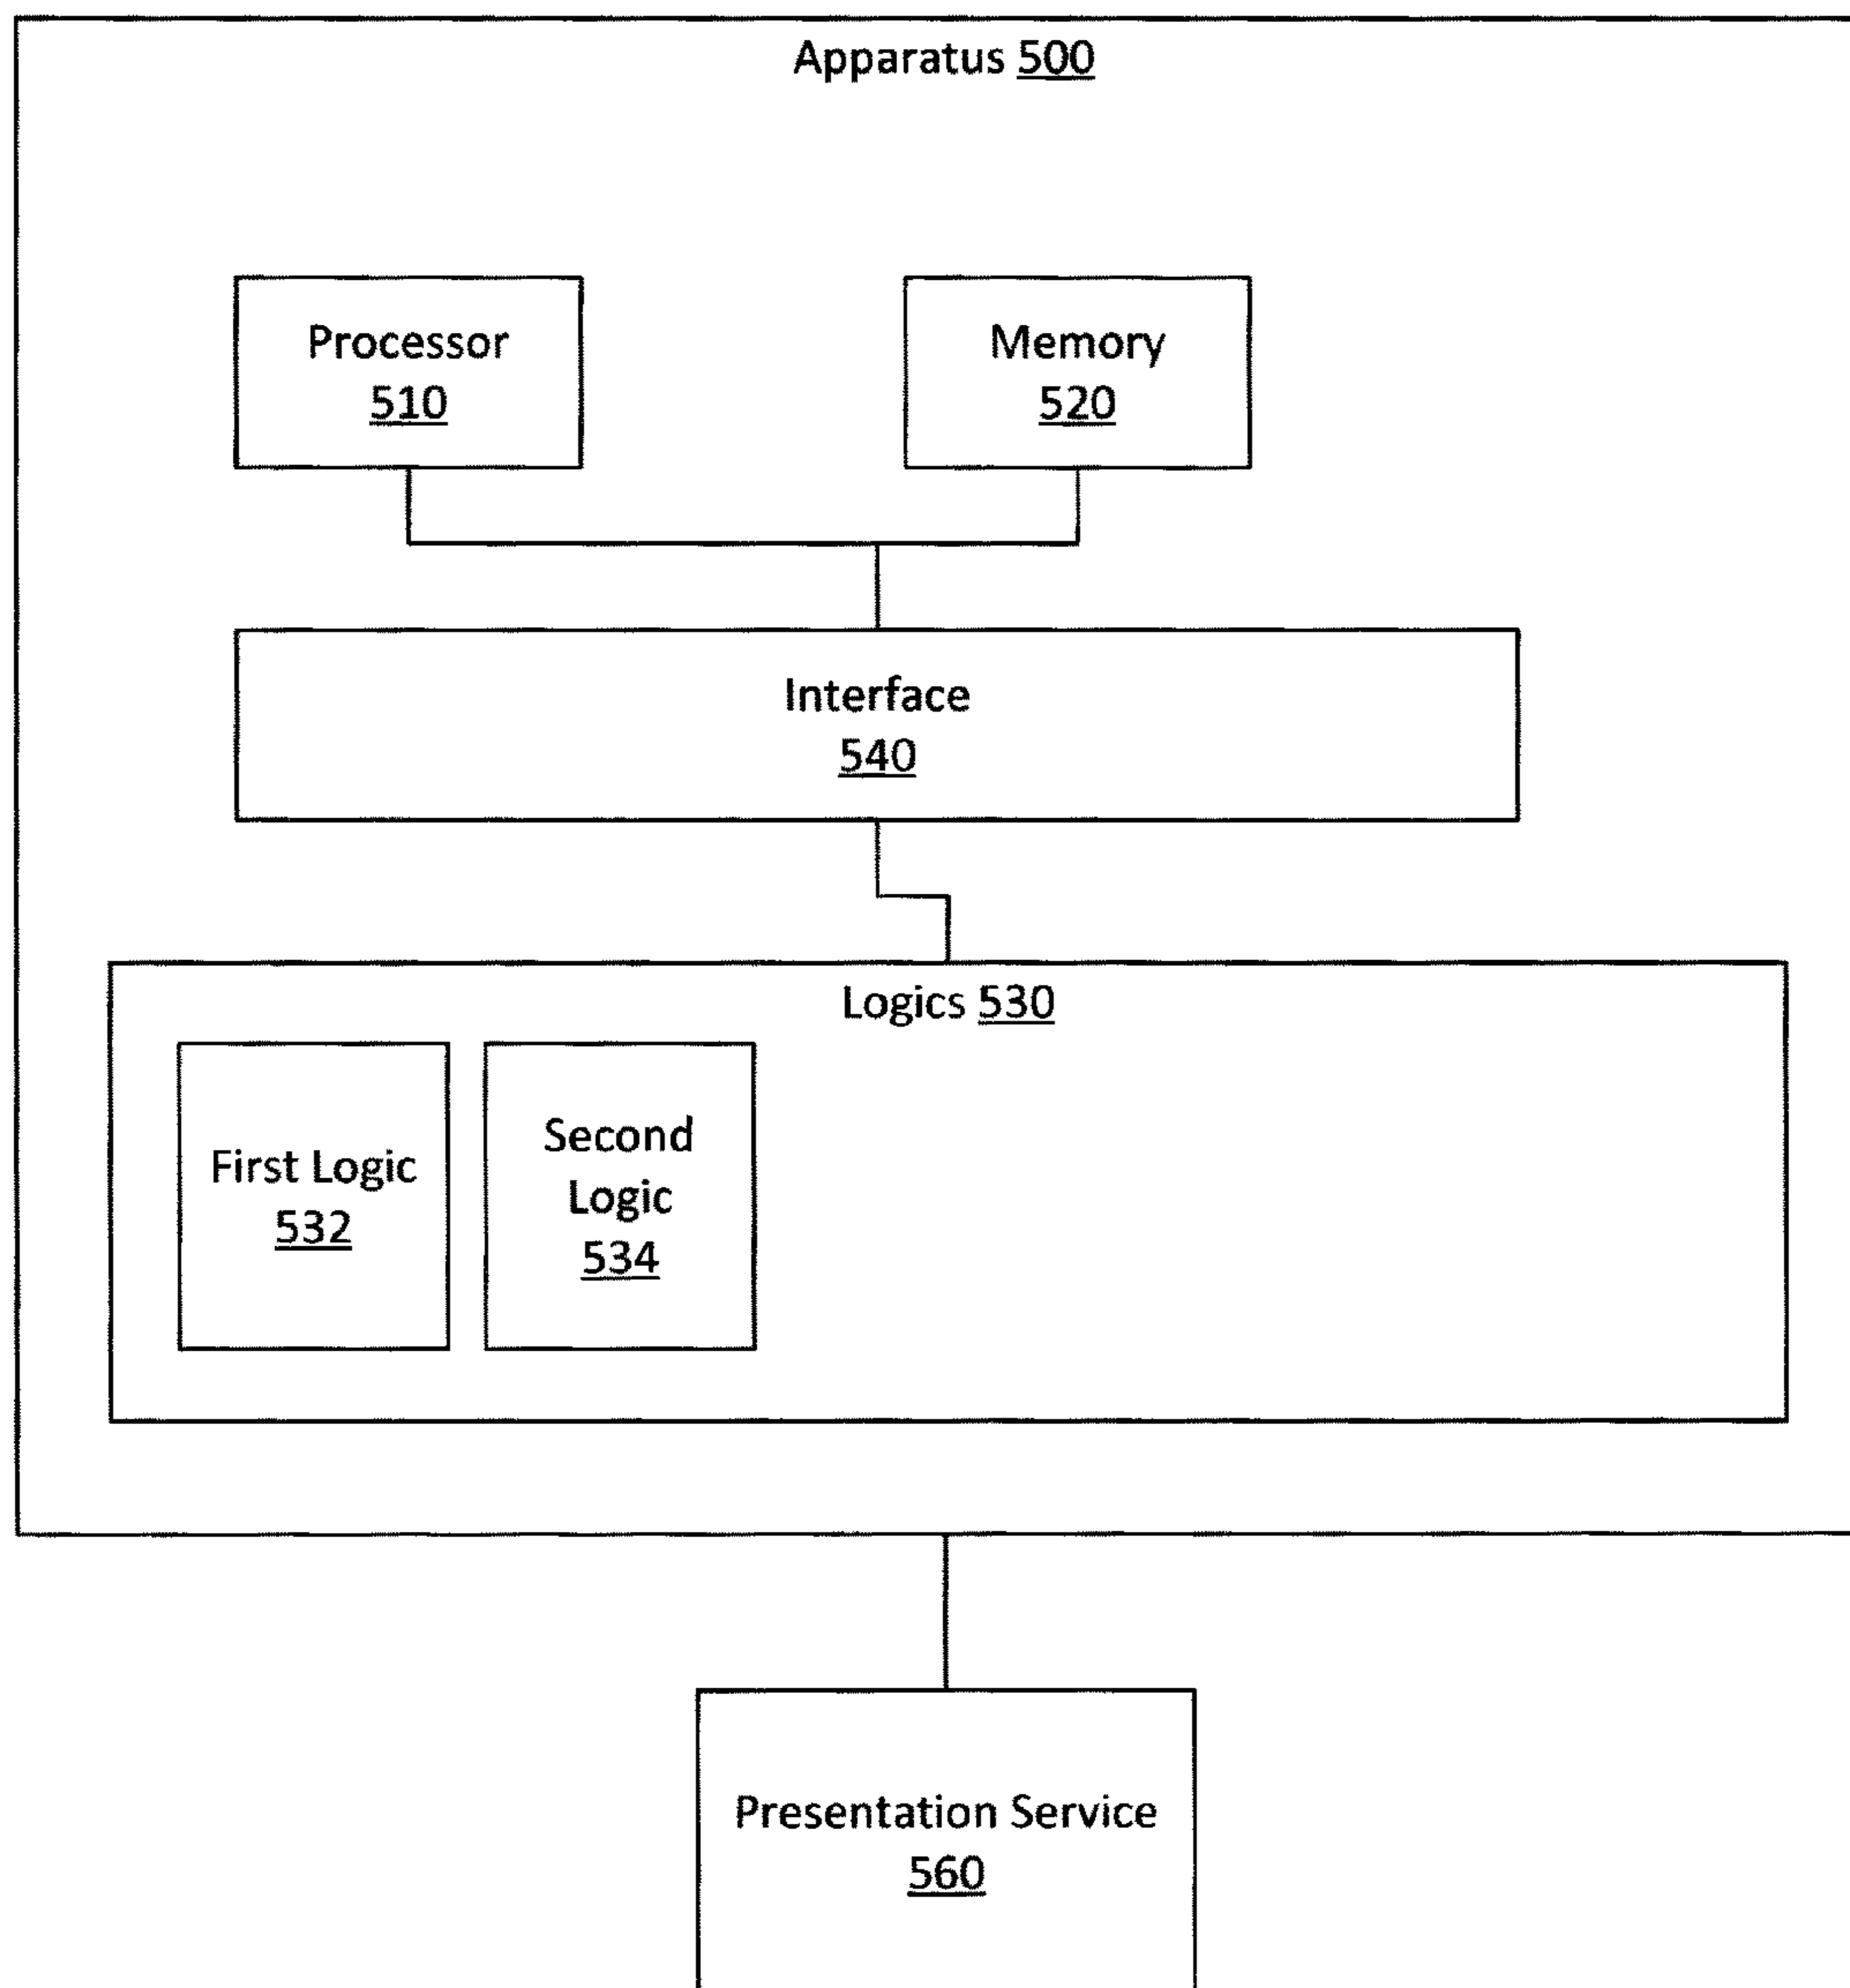 Apparatus 500
Processor
510
Memory
520
Interface
540
Logics 530
First Logic
532
Second
Logic
534
Presentation Service
560